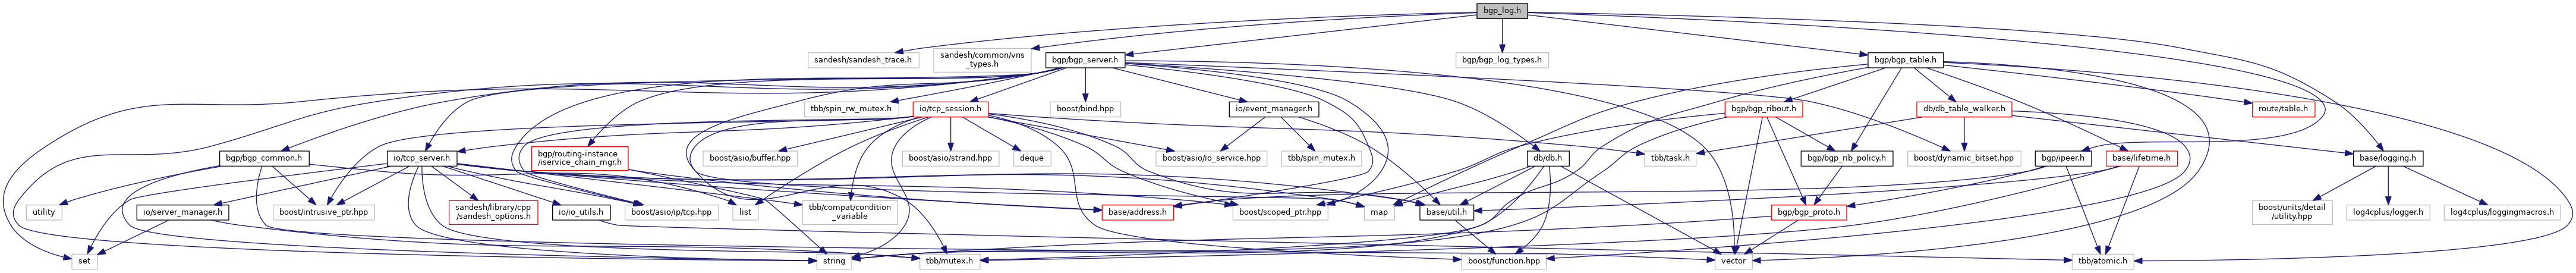 bgp_log.h
sandesh/sandesh_trace.h
sandesh/common/vns
_types.h
bgp/bgp_server.h
bgp/bgp_log_types.h
bgp/bgp_table.h
tbb/spin_rw_mutex.h
io/tcp_session.h
boost/bind.hpp
io/event_manager.h
bgp/bgp_ribout.h
db/db_table_walker.h
route/table.h
bgp/bgp_common.h
io/tcp_server.h
bgp/routing-instance
/iservice_chain_mgr.h
boost/asio/buffer.hpp
boost/asio/strand.hpp
deque
boost/asio/io_service.hpp
tbb/spin_mutex.h
db/db.h
tbb/task.h
bgp/bgp_rib_policy.h
boost/dynamic_bitset.hpp
bgp/ipeer.h
base/lifetime.h
base/logging.h
utility
io/server_manager.h
boost/intrusive_ptr.hpp
sandesh/library/cpp
/sandesh_options.h
io/io_utils.h
boost/asio/ip/tcp.hpp
list
tbb/compat/condition
_variable
base/address.h
boost/scoped_ptr.hpp
map
base/util.h
bgp/bgp_proto.h
boost/units/detail
/utility.hpp
log4cplus/logger.h
log4cplus/loggingmacros.h
set
string
tbb/mutex.h
boost/function.hpp
vector
tbb/atomic.h